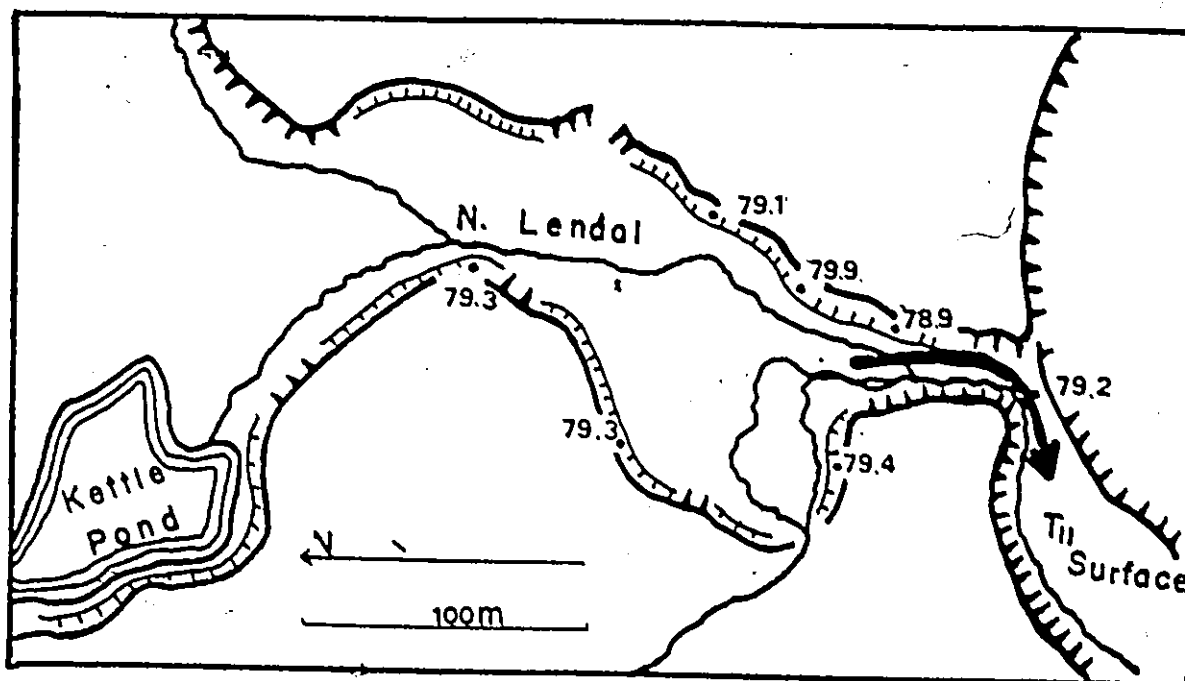 79.1
N. Lendal
79.9
79.3
78.9
79.2
79.3
79.4
Kettle
Pond
Till
Surface
N
100m